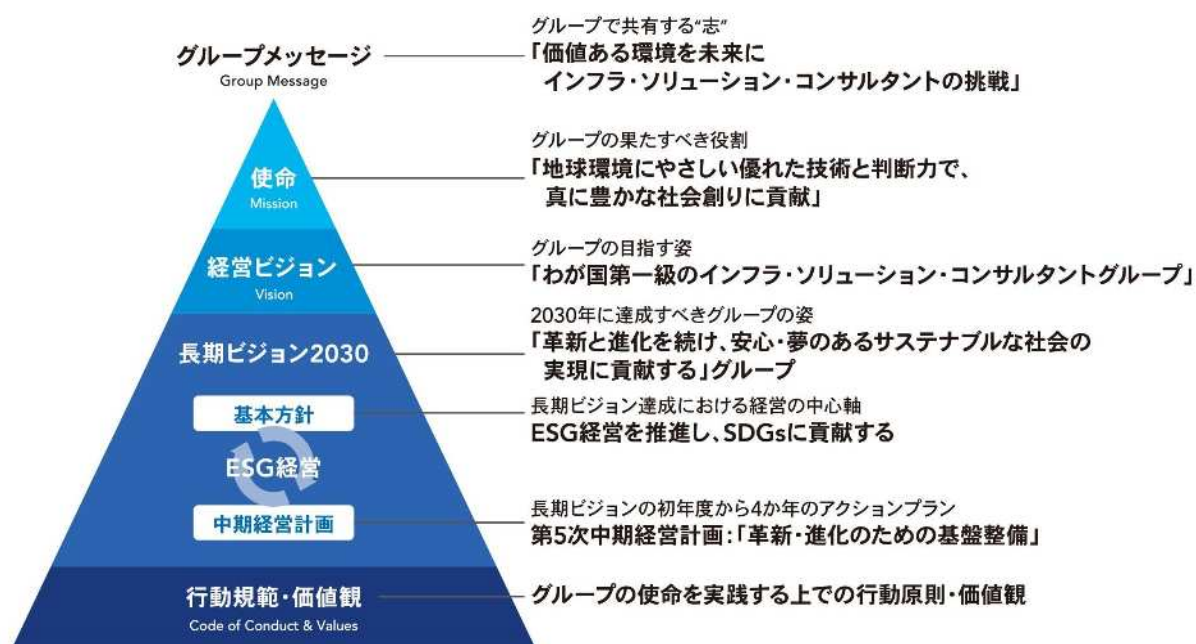 グループメッセージ
Group Message
グループで共有する“志”
「価値ある環境を未来に
インフラ・ソリューション・コンサルタントの挑戦」
使命
Mission
グループの果たすべき役割
「地球環境にやさしい優れた技術と判断力で、
真に豊かな社会創りに貢献」
経営ビジョン
Vision
グループの目指す姿
「わが国第一級のインフラ・ソリューション・コンサルタントグループ」
長期ビジョン2030
2030年に達成すべきグループの姿
「革新と進化を続け、安心・夢のあるサステナブルな社会の
実現に貢献する」グループ
基本方針
長期ビジョン達成における経営の中心軸
ESG経営を推進し、SDGsに貢献する
ESG経営
中期経営計画
長期ビジョンの初年度から4か年のアクションプラン
第5次中期経営計画:「革新・進化のための基盤整備」
行動規範・価値観
Code of Conduct & Values
グループの使命を実践する上での行動原則・価値観